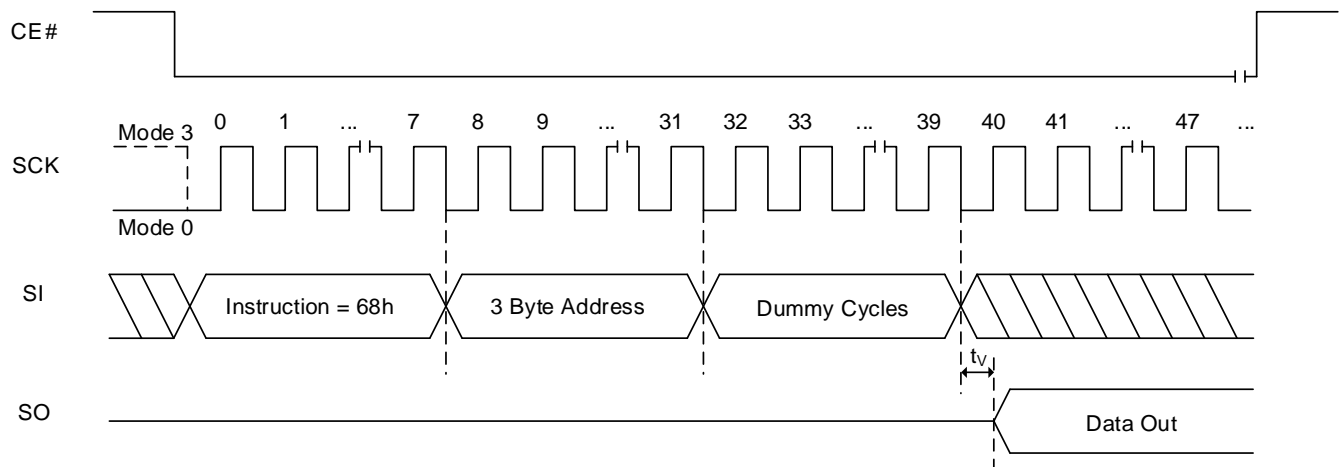 CE#
Mode 3 0 1 ... 7 8 9 ... 31 32 33 ... 39 40 41 ... 47 ...
SCK
Mode 0
SI Instruction = 68h 3 Byte Address Dummy Cycles
tV
SO Data Out